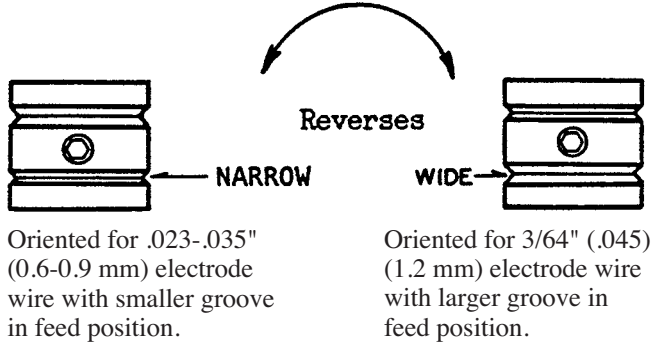 Reverses
NARROW
WIDE
Oriented for .023-.035"
(0.6-0.9 mm) electrode
wire with smaller groove
in feed position.
Oriented for 3/64" (.045)
(1.2 mm) electrode wire
with larger groove in
feed position.